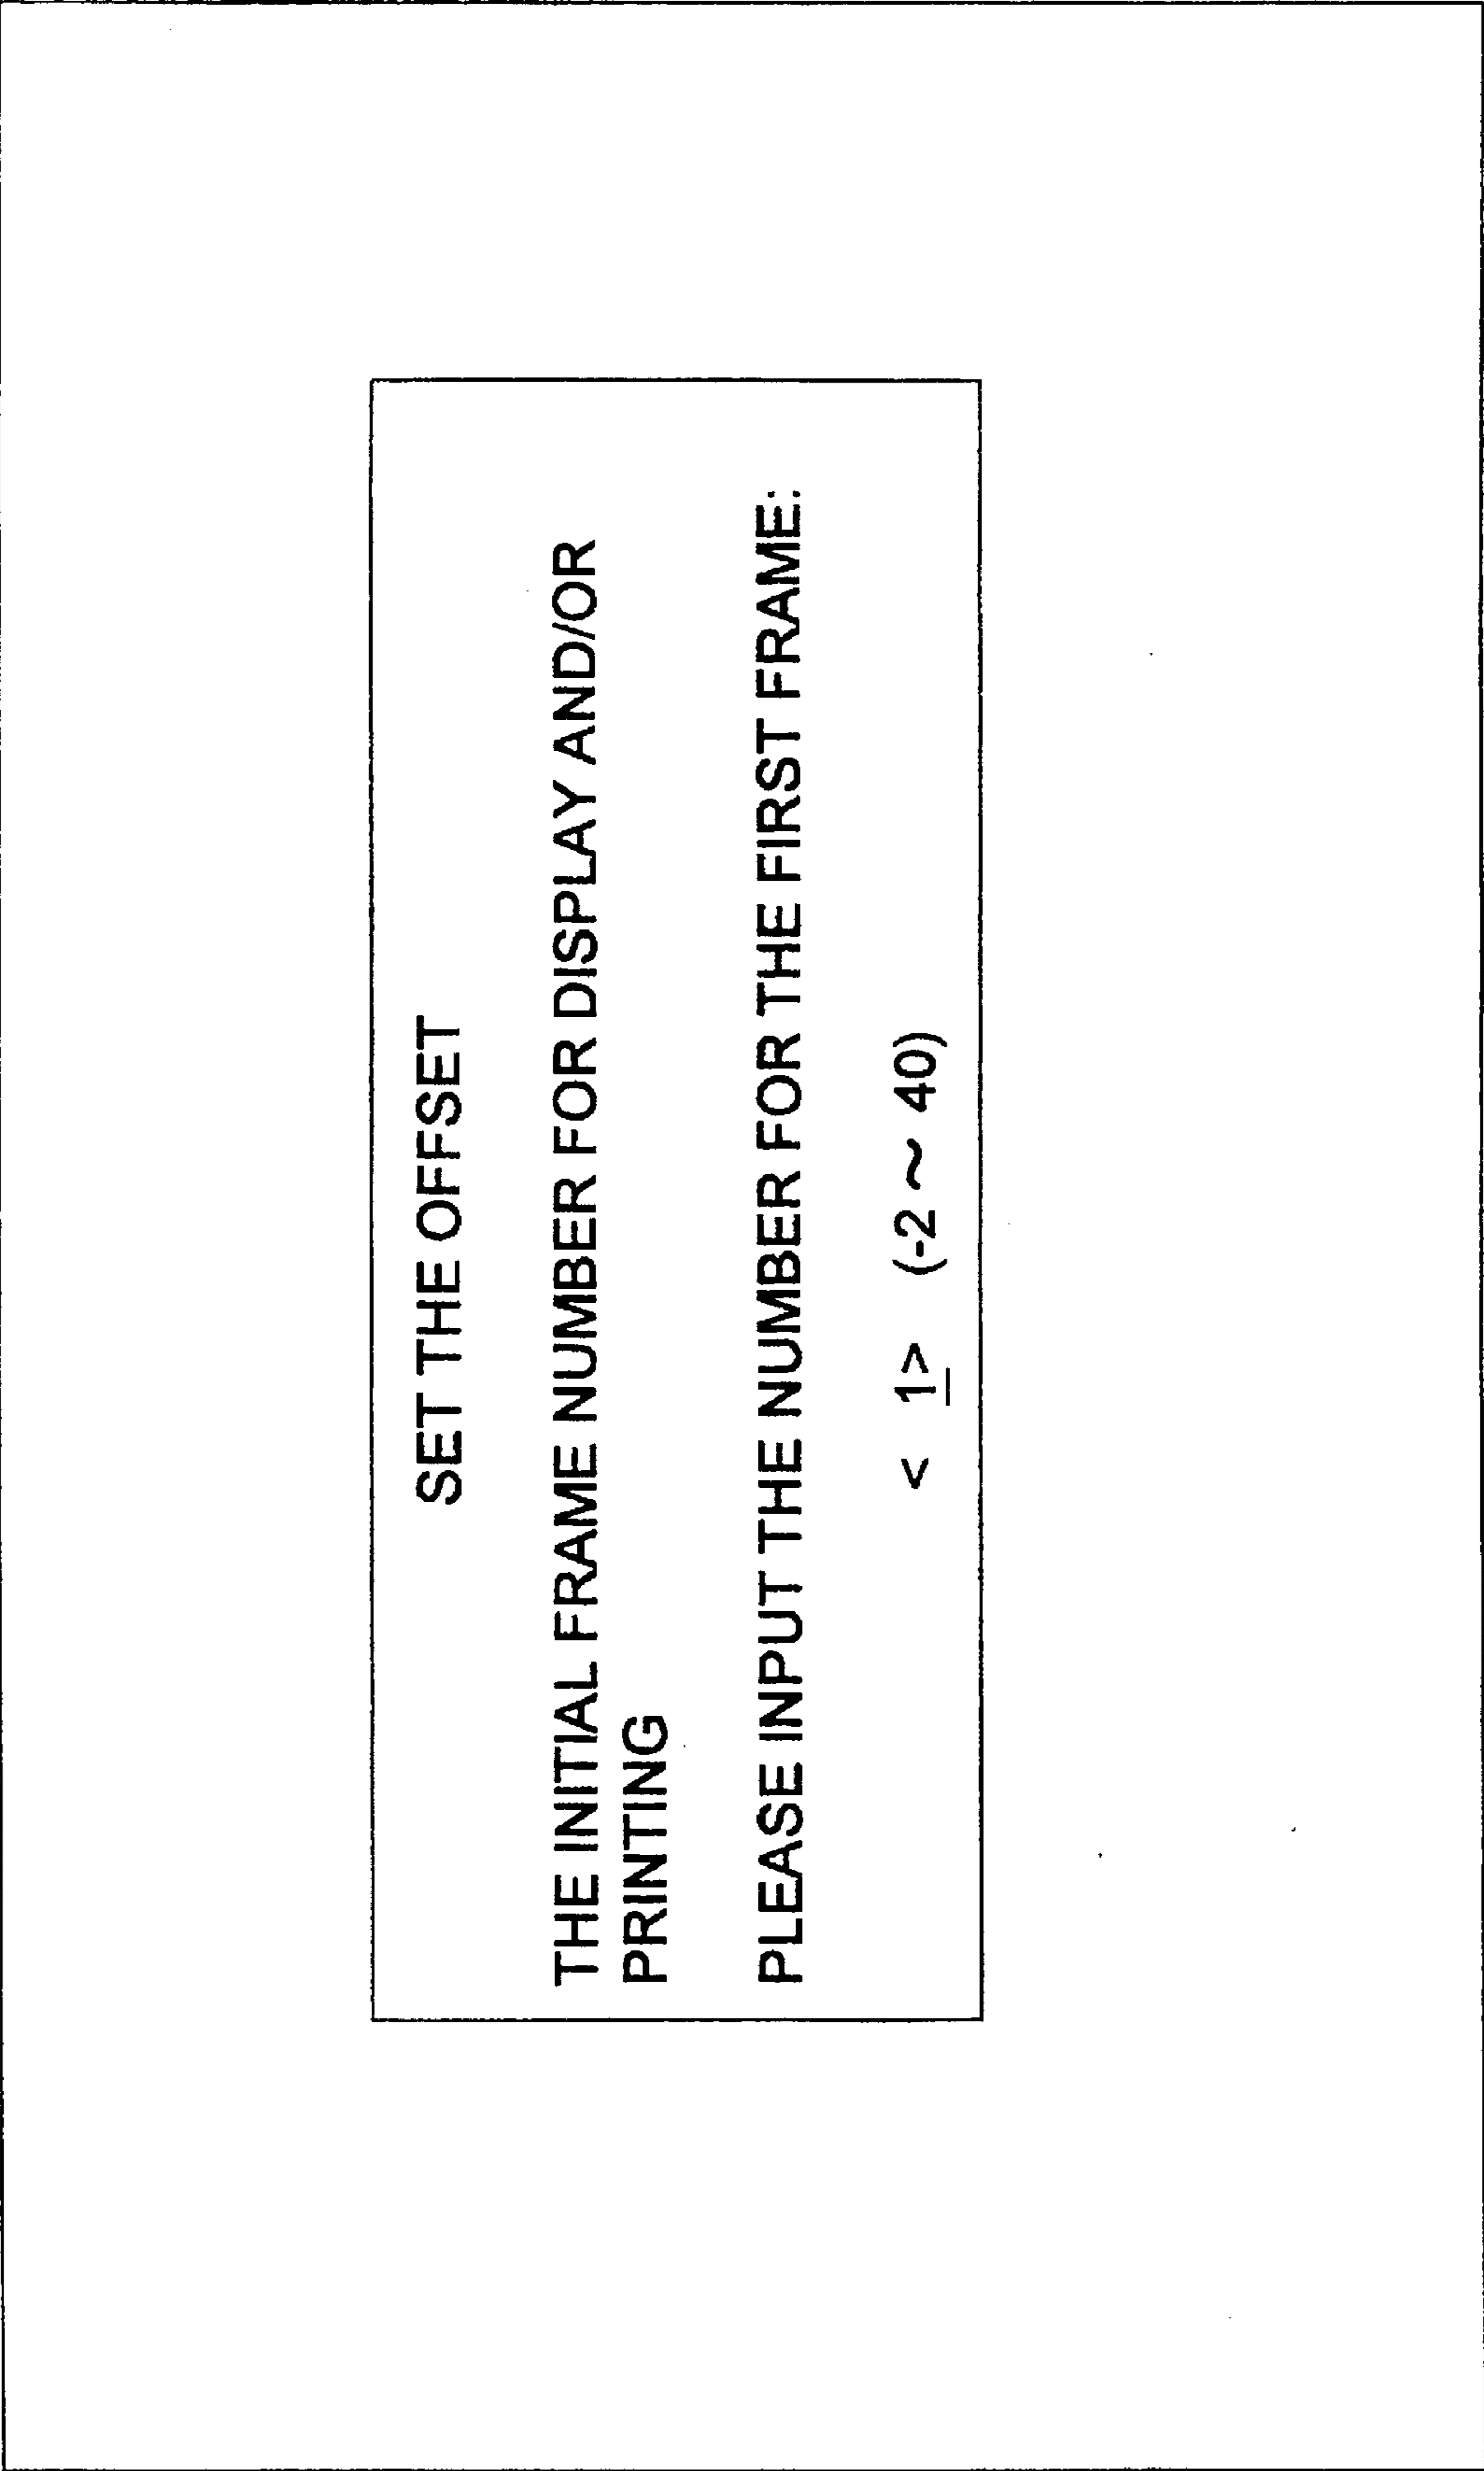 SET THE OFFSET
THE INITIAL FRAME NUMBER FOR DISPLAY AND/OR
PRINTING
PLEASE INPUT THE NUMBER FOR THE FIRST FRAME:
< 1> (-2 ~ 40)